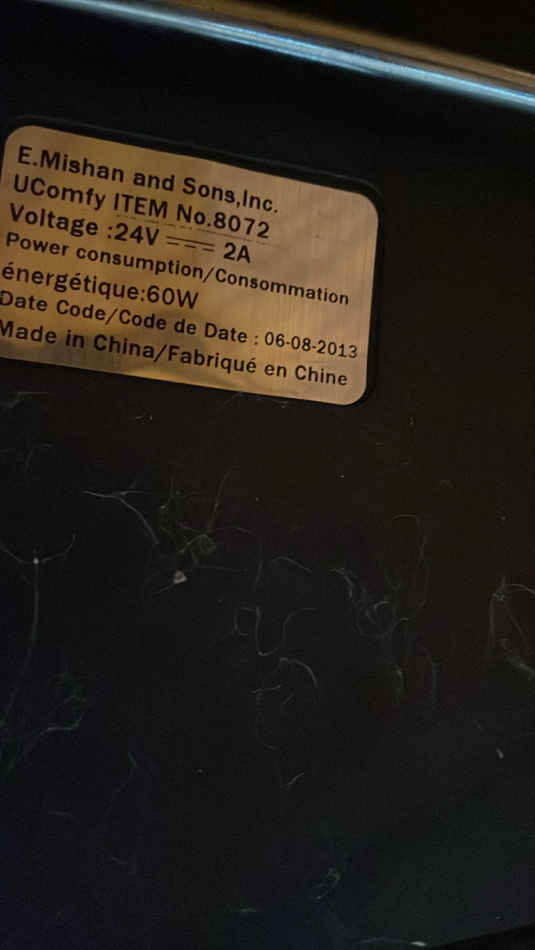 E.Mishan and Sons,Inc.
UComfy ITEM No.8072
Voltage :24V ⎓ 2A
Power consumption/Consommation
énergétique:60W
Date Code/Code de Date : 06-08-2013
Made in China/Fabriqué en Chine